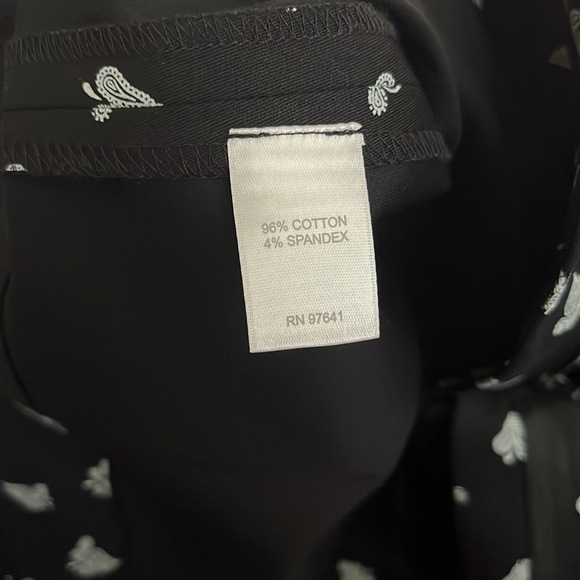 96% COTTON
4% SPANDEX
RN 97641